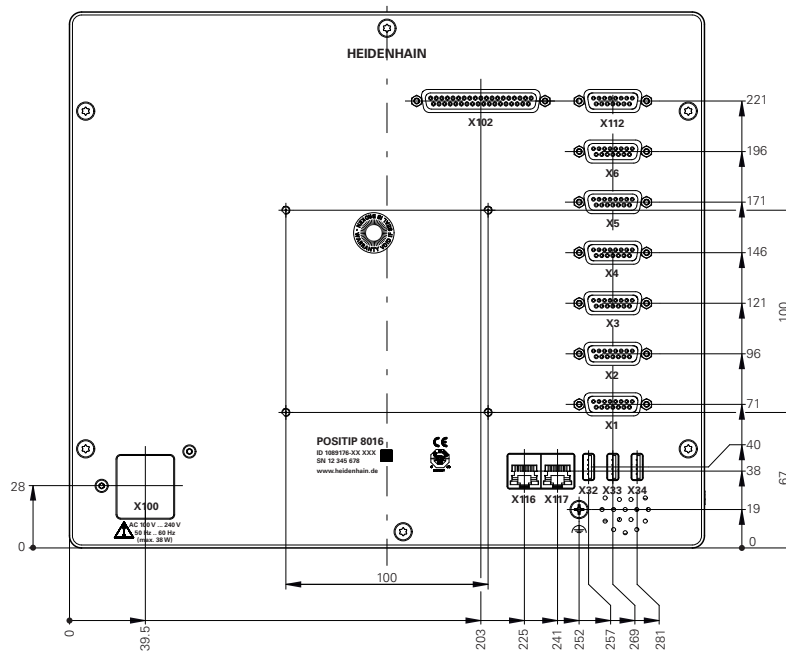 HEIDENHAIN
X102
X112
221
X6
196
X5
171
X4
146
X3
121
100
X2
96
X1
71
POSITIP 8016
ID 1089176-XX XXX
SN 12 345 678
www.heidenhain.de
CE
40
38
67
X32
X33
X34
X116
X117
28
X100
19
AC 100 V ... 240 V
50 Hz .. 60 Hz
(max. 38 W)
0
0
100
0
39.5
203
225
241
252
257
269
281